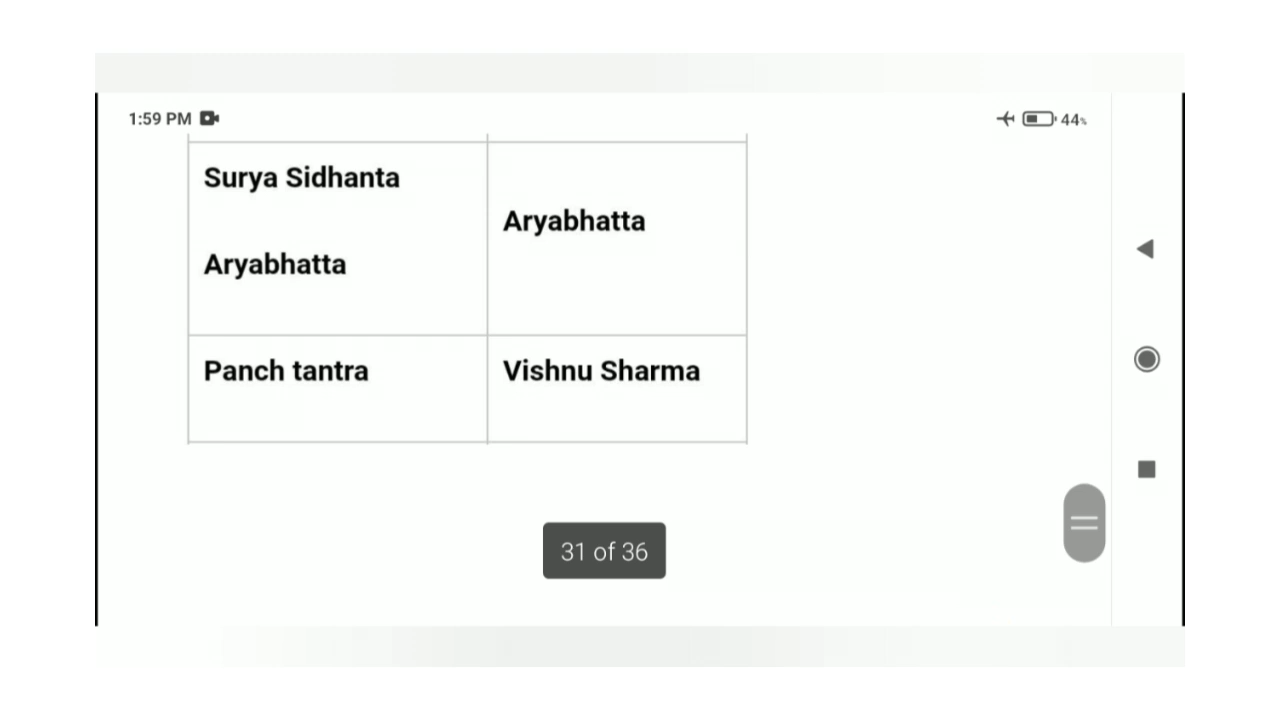 1:59 PM
44%
Surya Sidhanta
Aryabhatta
Aryabhatta
Panch tantra
Vishnu Sharma
31 of 36